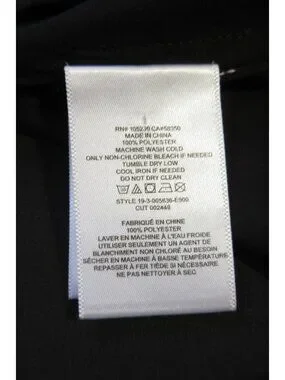 RN# 105230 CA#58350
MADE IN CHINA
100% POLYESTER
MACHINE WASH COLD
ONLY NON-CHLORINE BLEACH IF NEEDED
TUMBLE DRY LOW
COOL IRON IF NEEDED
DO NOT DRY CLEAN
STYLE 19-3-005636-E900
CUT 002448
FABRIQUÉ EN CHINE
100% POLYESTER
LAVER EN MACHINE À L'EAU FROIDE
UTILISER SEULEMENT UN AGENT DE
BLANCHIMENT NON CHLORÉ AU BESOIN
SÉCHER EN MACHINE À BASSE TEMPÉRATURE
REPASSER À FER TIÈDE SI NÉCESSAIRE
NE PAS NETTOYER À SEC